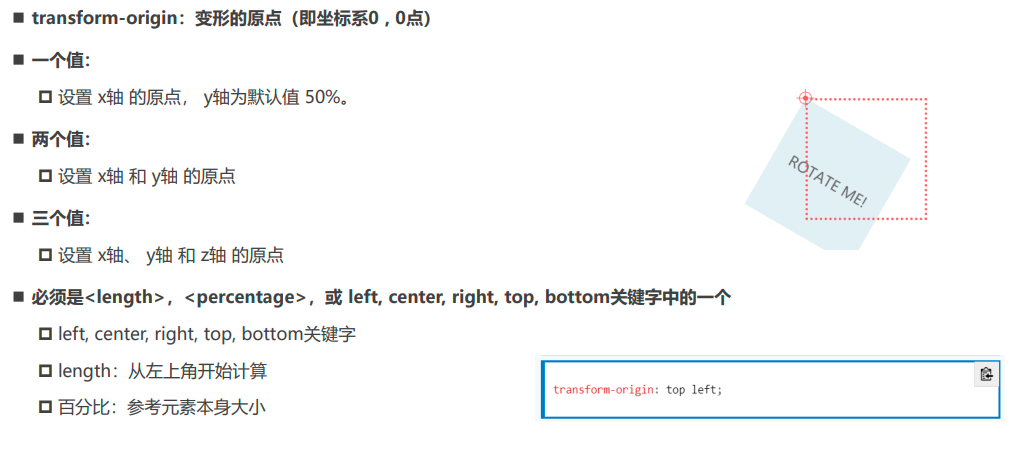 transform-origin：变形的原点（即坐标系0 , 0点）
一个值：
设置 x轴 的原点， y轴为默认值 50%。
两个值：
设置 x轴 和 y轴 的原点
三个值：
设置 x轴、 y轴 和 z轴 的原点
必须是<length>，<percentage>，或 left, center, right, top, bottom关键字中的一个
left, center, right, top, bottom关键字
length：从左上角开始计算
百分比：参考元素本身大小
ROTATE ME!
transform-origin: top left;